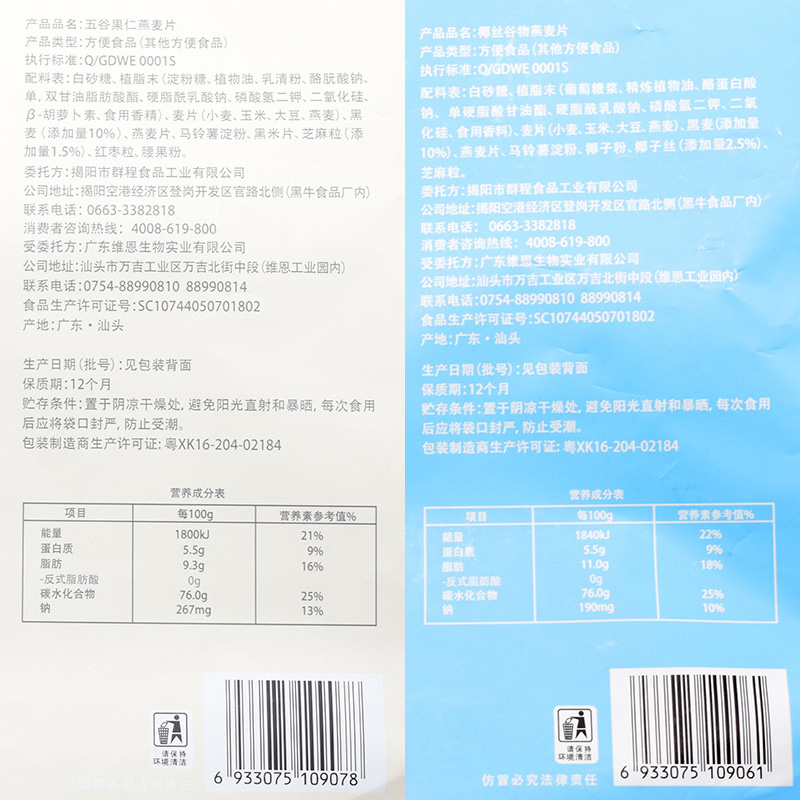 产品品名:五谷果仁燕麦片
产品类型:方便食品(其他方便食品)
执行标准:Q/GDWE 0001S
配料表:白砂糖、植脂末(淀粉糖、植物油、乳清粉、酪朊酸钠、
单,双甘油脂肪酸酯、硬脂酰乳酸钠、磷酸氢二钾、二氧化硅、
β-胡萝卜素、食用香精)、麦片(小麦、玉米、大豆、燕麦)、黑
麦(添加量10%)、燕麦片、马铃薯淀粉、黑米片、芝麻粒(添
加量1.5%)、红枣粒、腰果粉。
委托方:揭阳市群程食品工业有限公司
公司地址:揭阳空港经济区登岗开发区官路北侧(黑牛食品厂内)
联系电话: 0663-3382818
消费者咨询热线: 4008-619-800
受委托方:广东维恩生物实业有限公司
公司地址:汕头市万吉工业区万吉北街中段(维恩工业园内)
联系电话:0754-88990810 88990814
食品生产许可证号:SC10744050701802
产地:广东·汕头
生产日期(批号):见包装背面
保质期:12个月
贮存条件:置于阴凉干燥处,避免阳光直射和暴晒,每次食用
后应将袋口封严,防止受潮。
包装制造商生产许可证: 粤XK16-204-02184
营养成分表
项目 每100g 营养素参考值%
能量 1800kJ 21%
蛋白质 5.5g 9%
脂肪 9.3g 16%
-反式脂肪酸 0g
碳水化合物 76.0g 25%
钠 267mg 13%
请保持
环境清洁
6 933075 109078
仿冒必究法律责任
产品品名:椰丝谷物燕麦片
产品类型:方便食品(其他方便食品)
执行标准:Q/GDWE 0001S
配料表:白砂糖、植脂末(葡萄糖浆、精炼植物油、酪蛋白酸
钠、单硬脂酸甘油酯、硬脂酰乳酸钠、磷酸氢二钾、二氧
化硅、食用香料)、麦片(小麦、玉米、大豆、燕麦)、黑麦(添加量
10%)、燕麦片、马铃薯淀粉、椰子粉、椰子丝(添加量2.5%)、
芝麻粒。
委托方:揭阳市群程食品工业有限公司
公司地址:揭阳空港经济区登岗开发区官路北侧(黑牛食品厂内)
联系电话: 0663-3382818
消费者咨询热线: 4008-619-800
受委托方:广东维恩生物实业有限公司
公司地址:汕头市万吉工业区万吉北街中段(维恩工业园内)
联系电话:0754-88990810 88990814
食品生产许可证号:SC10744050701802
产地:广东·汕头
生产日期(批号):见包装背面
保质期:12个月
贮存条件:置于阴凉干燥处,避免阳光直射和暴晒,每次食用
后应将袋口封严,防止受潮。
包装制造商生产许可证: 粤XK16-204-02184
营养成分表
项目 每100g 营养素参考值%
能量 1840kJ 22%
蛋白质 5.5g 9%
脂肪 11.0g 18%
-反式脂肪酸 0g
碳水化合物 76.0g 25%
钠 190mg 10%
请保持
环境清洁
6 933075 109061
仿冒必究法律责任